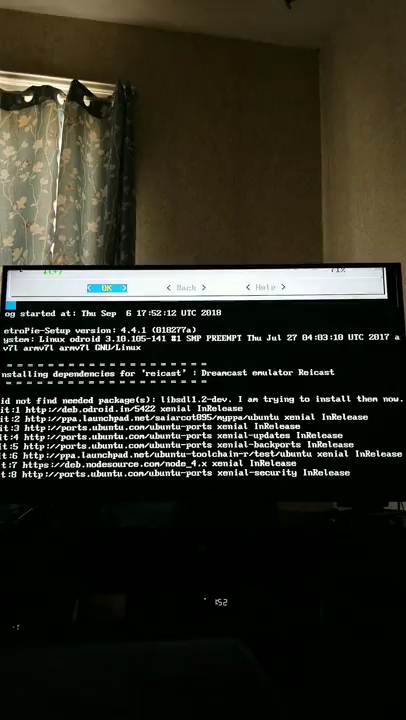 71%
< OK > < Back > < Help >
og started at: Thu Sep 6 17:52:12 UTC 2018
etroPie-Setup version: 4.4.1 (018277a)
ystem: Linux odroid 3.10.105-141 #1 SMP PREEMPT Thu Jul 27 04:03:10 UTC 2017 a
v7l armv7l armv7l GNU/Linux
= = = = = = = = = = = = = = = = = = = = =
nstalling dependencies for 'reicast' : Dreamcast emulator Reicast
= = = = = = = = = = = = = = = = = = = = =
id not find needed package(s): libsdl1.2-dev. I am trying to install them now.
it:1 http://deb.odroid.in/5422 xenial InRelease
it:2 http://ppa.launchpad.net/saiarcot895/myppa/ubuntu xenial InRelease
it:3 http://ports.ubuntu.com/ubuntu-ports xenial InRelease
it:4 http://ports.ubuntu.com/ubuntu-ports xenial-updates InRelease
it:5 http://ports.ubuntu.com/ubuntu-ports xenial-backports InRelease
it:6 http://ppa.launchpad.net/ubuntu-toolchain-r/test/ubuntu xenial InRelease
it:7 https://deb.nodesource.com/node_4.x xenial InRelease
it:8 http://ports.ubuntu.com/ubuntu-ports xenial-security InRelease
1:52